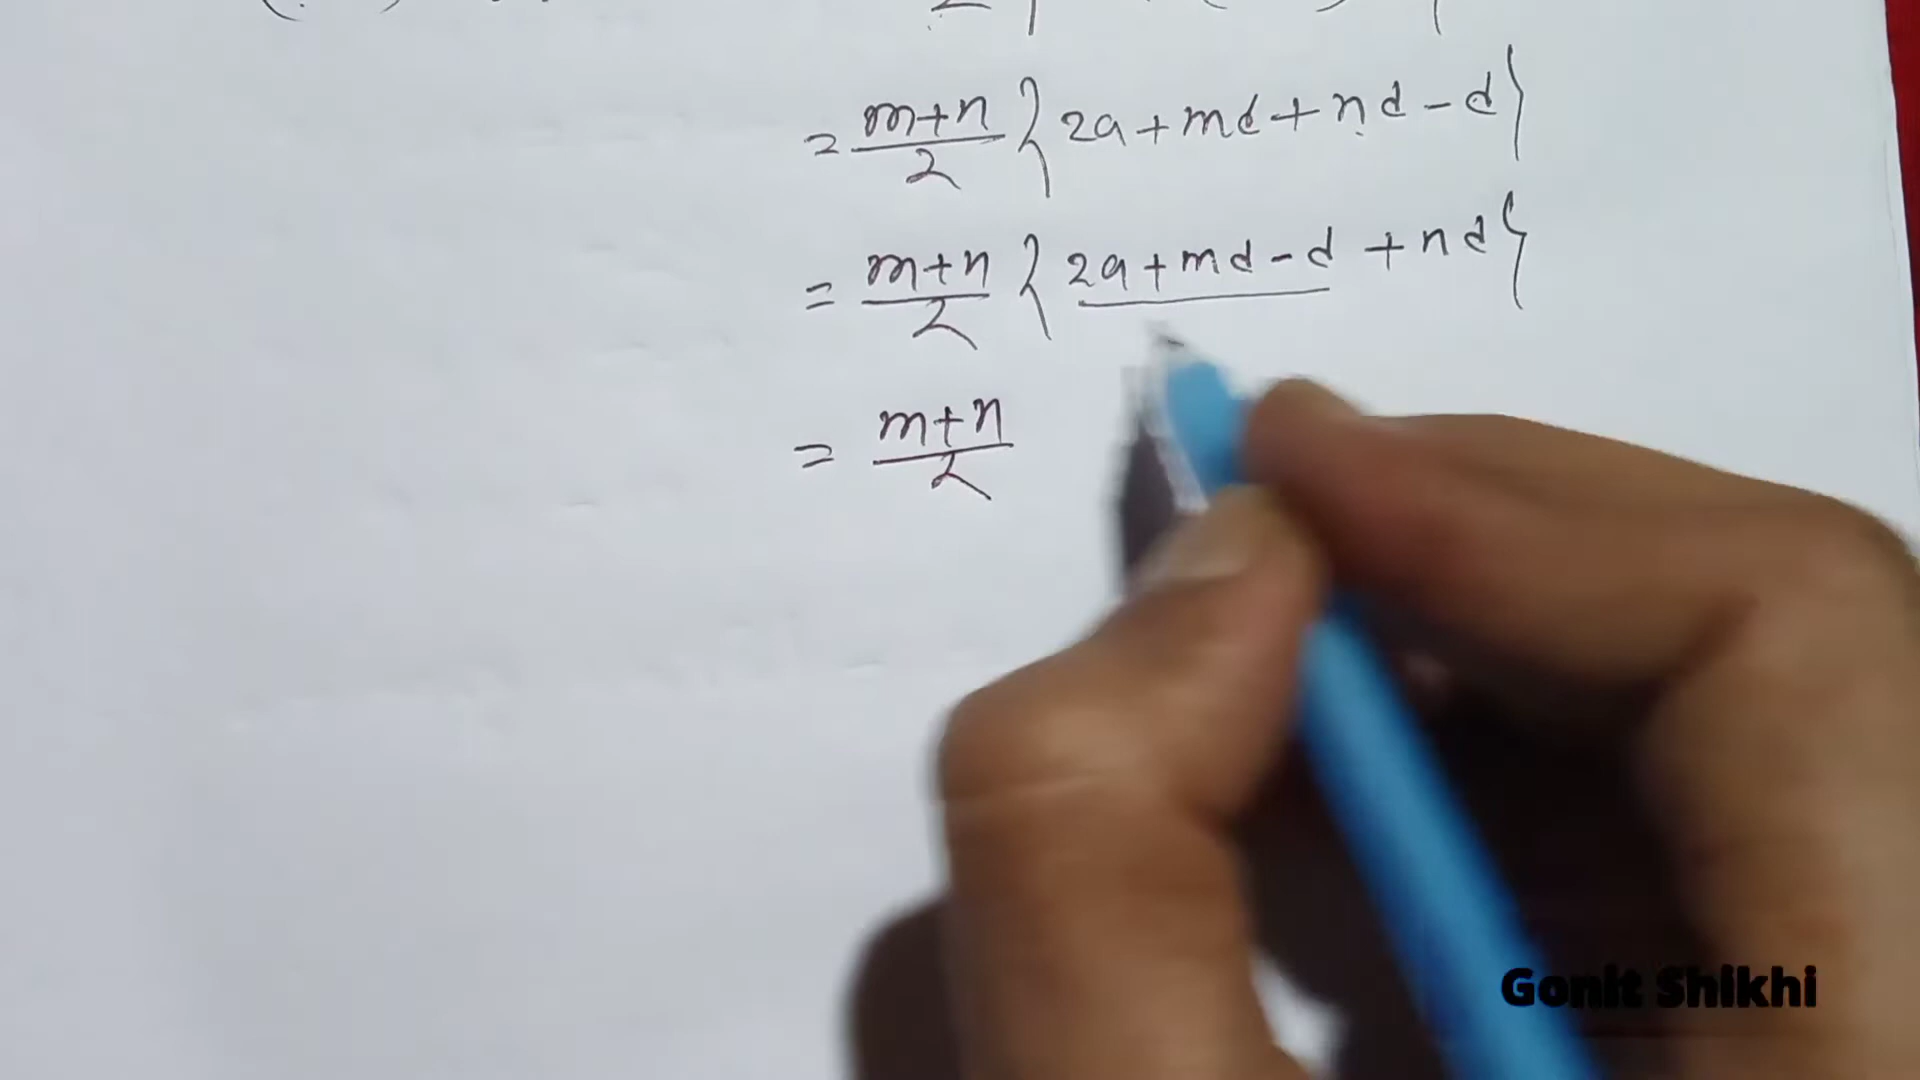 = m+n/2 {2a+md+nd-d}
= m+n/2 {2a+md-d+nd}
= m+n/2
Gonit Shikhi